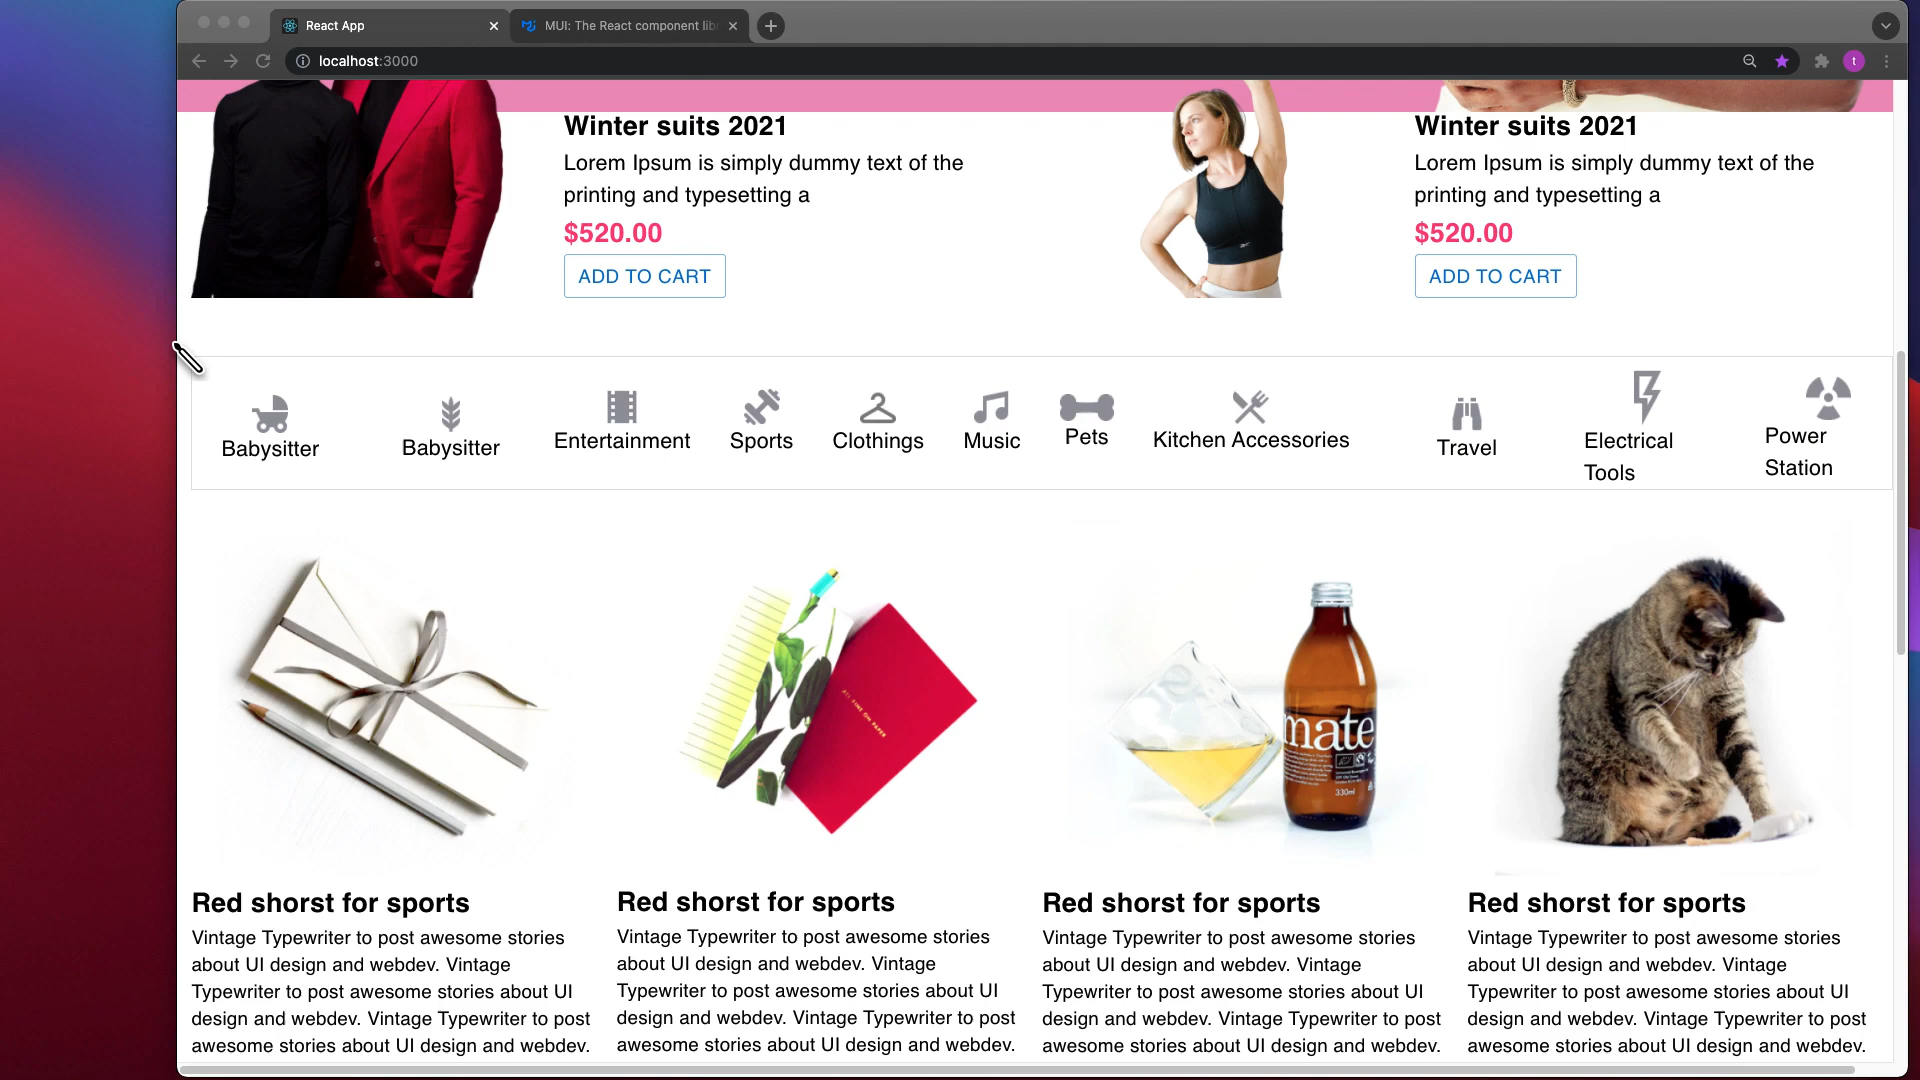 React App
MUI: The React component lib
localhost:3000
t
Winter suits 2021
Lorem Ipsum is simply dummy text of the
printing and typesetting a
$520.00
ADD TO CART
Winter suits 2021
Lorem Ipsum is simply dummy text of the
printing and typesetting a
$520.00
ADD TO CART
Babysitter
Babysitter
Entertainment
Sports
Clothings
Music
Pets
Kitchen Accessories
Travel
Electrical
Tools
Power
Station
ALL TIME ON PAPER
mate
330ml
Red shorst for sports
Vintage Typewriter to post awesome stories
about UI design and webdev. Vintage
Typewriter to post awesome stories about UI
design and webdev. Vintage Typewriter to post
awesome stories about UI design and webdev.
Red shorst for sports
Vintage Typewriter to post awesome stories
about UI design and webdev. Vintage
Typewriter to post awesome stories about UI
design and webdev. Vintage Typewriter to post
awesome stories about UI design and webdev.
Red shorst for sports
Vintage Typewriter to post awesome stories
about UI design and webdev. Vintage
Typewriter to post awesome stories about UI
design and webdev. Vintage Typewriter to post
awesome stories about UI design and webdev.
Red shorst for sports
Vintage Typewriter to post awesome stories
about UI design and webdev. Vintage
Typewriter to post awesome stories about UI
design and webdev. Vintage Typewriter to post
awesome stories about UI design and webdev.